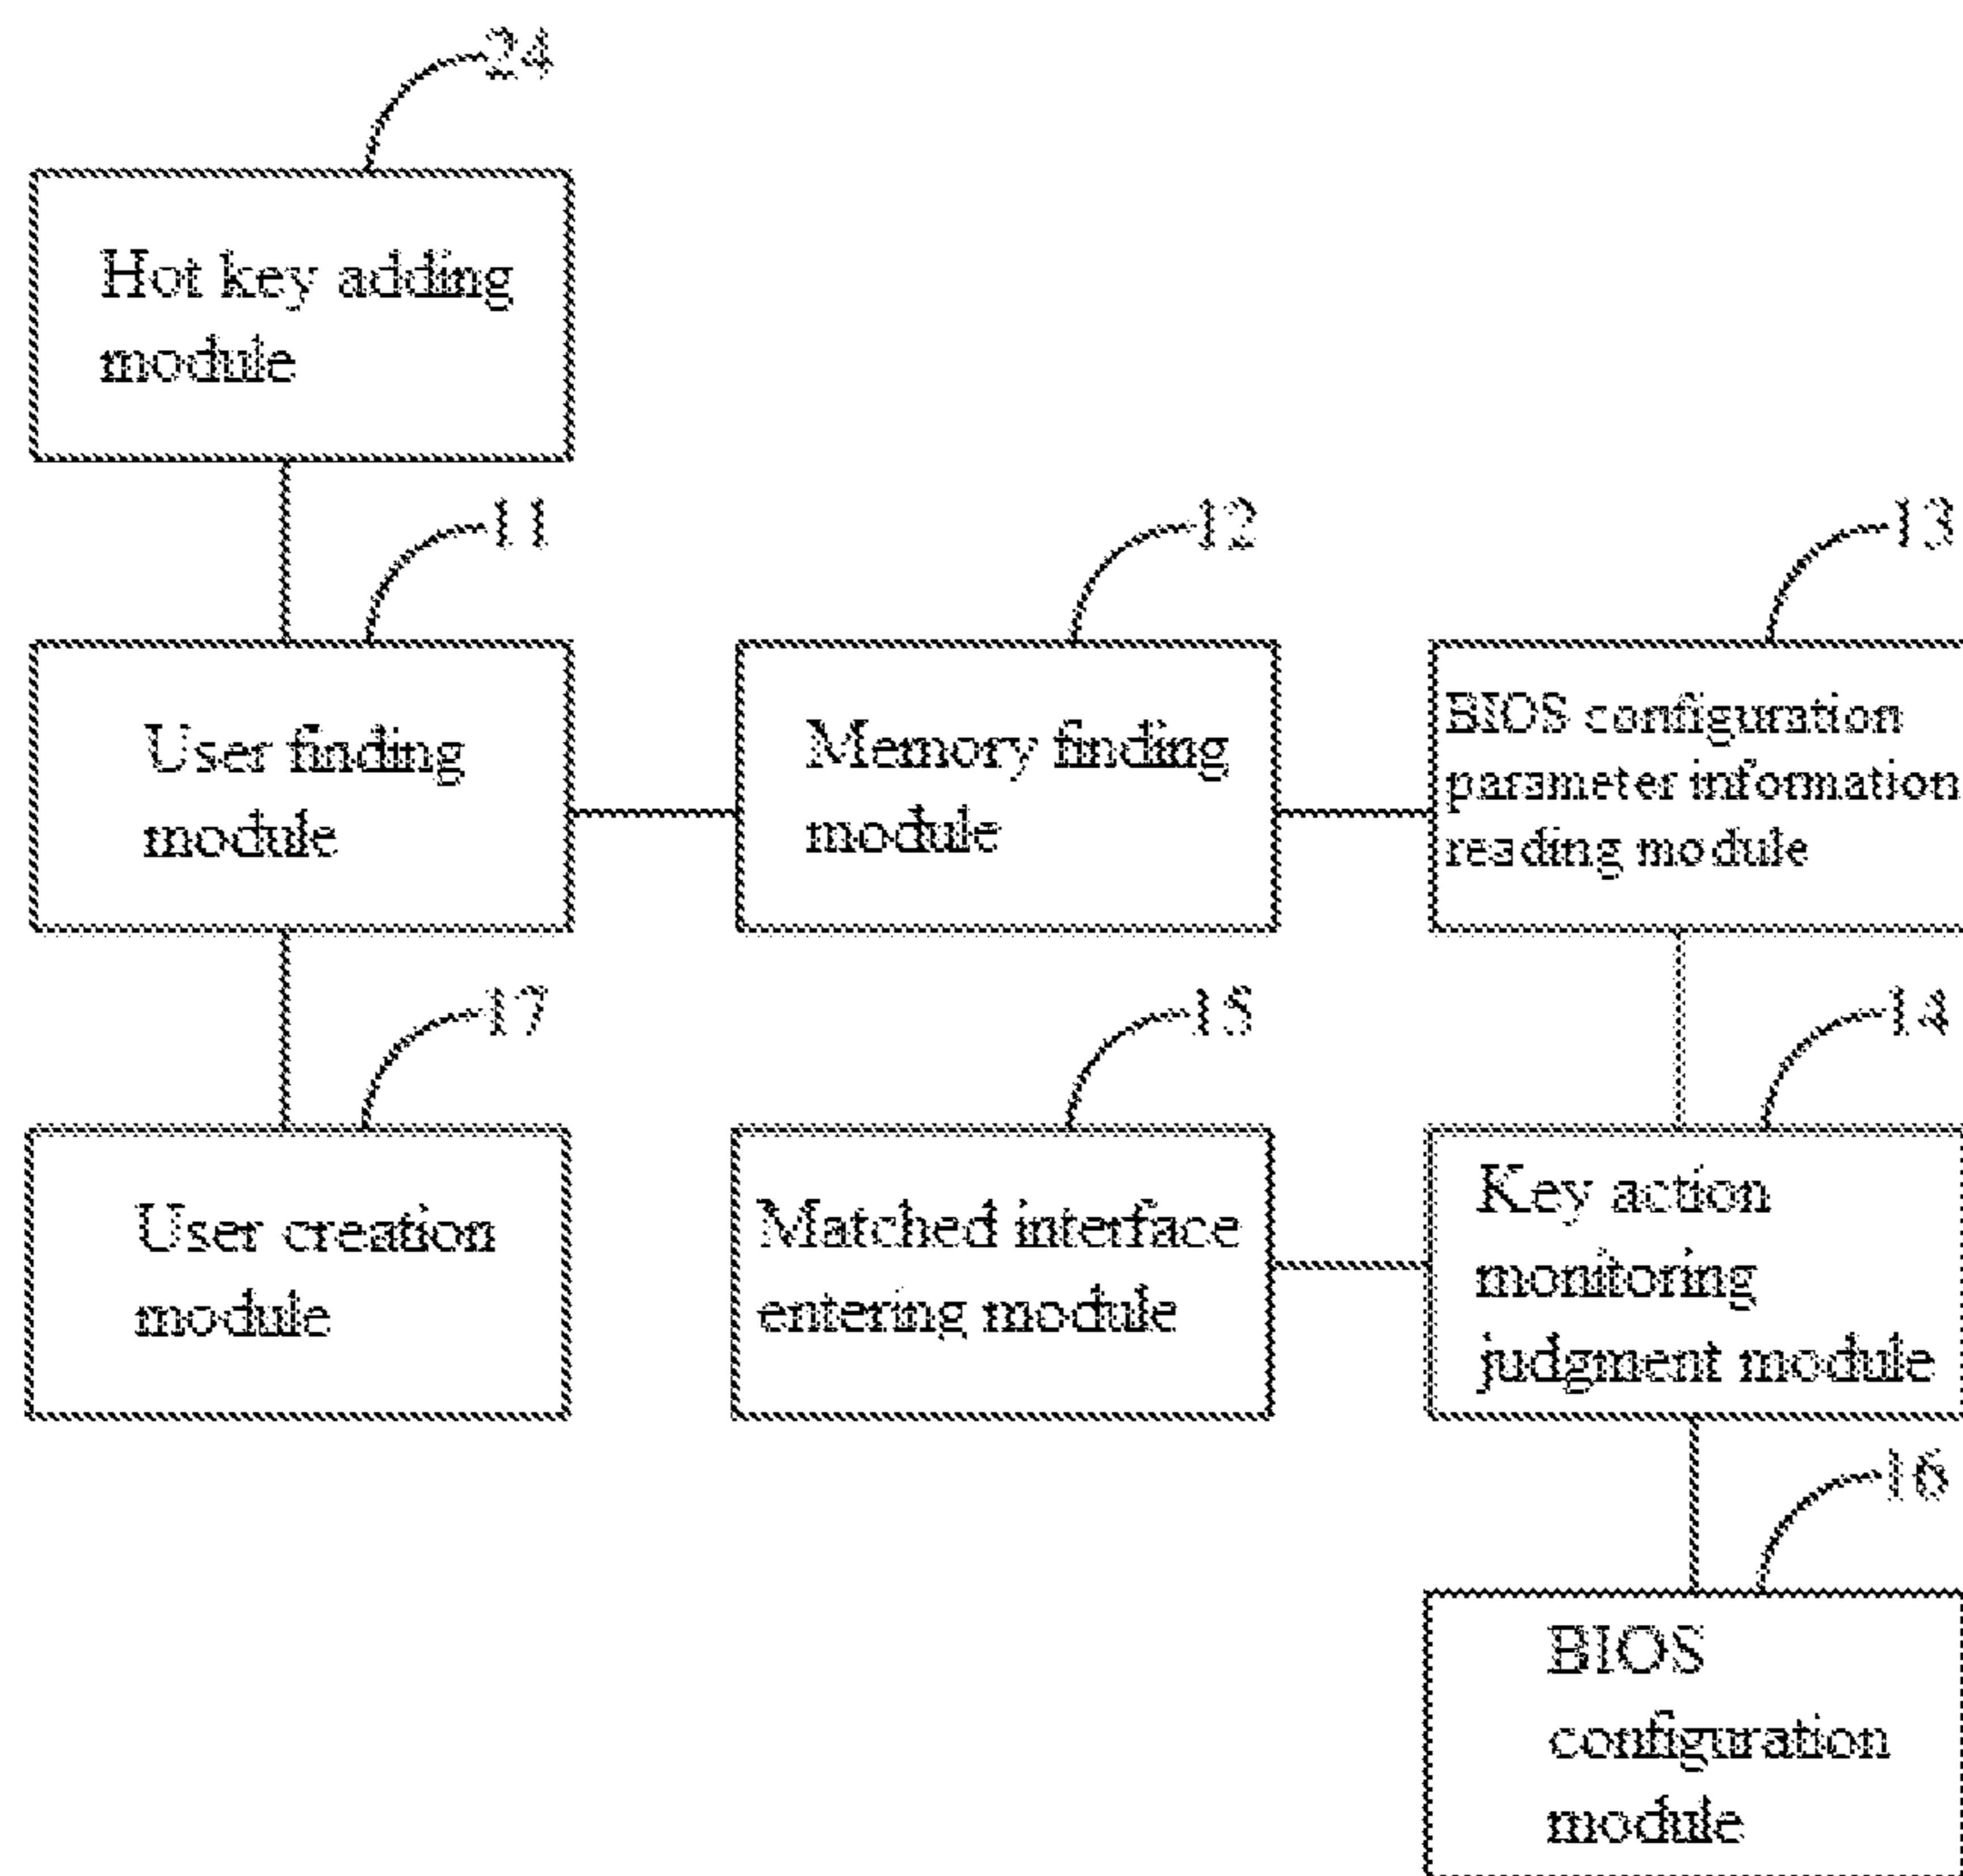 24
Hot key adding
module
11
12
13
User finding
module
Memory finding
module
BIOS configuration
parameter information
reading module
17
15
14
User creation
module
Matched interface
entering module
Key action
monitoring
judgment module
16
BIOS
configuration
module